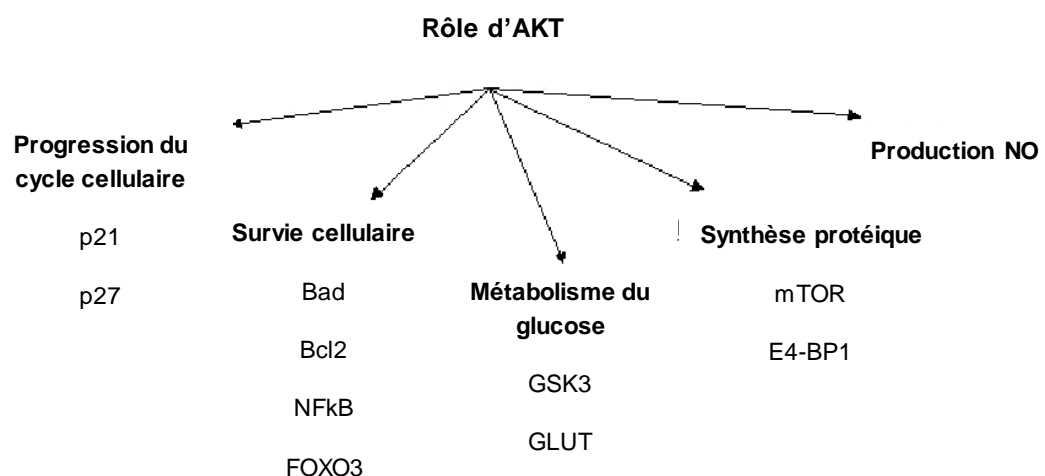 Rôle d'AKT
Progression du
cycle cellulaire
p21
p27
Survie cellulaire
Bad
Bcl2
NFkB
FOXO3
Métabolisme du
glucose
GSK3
GLUT
Synthèse protéique
mTOR
E4-BP1
Production NO